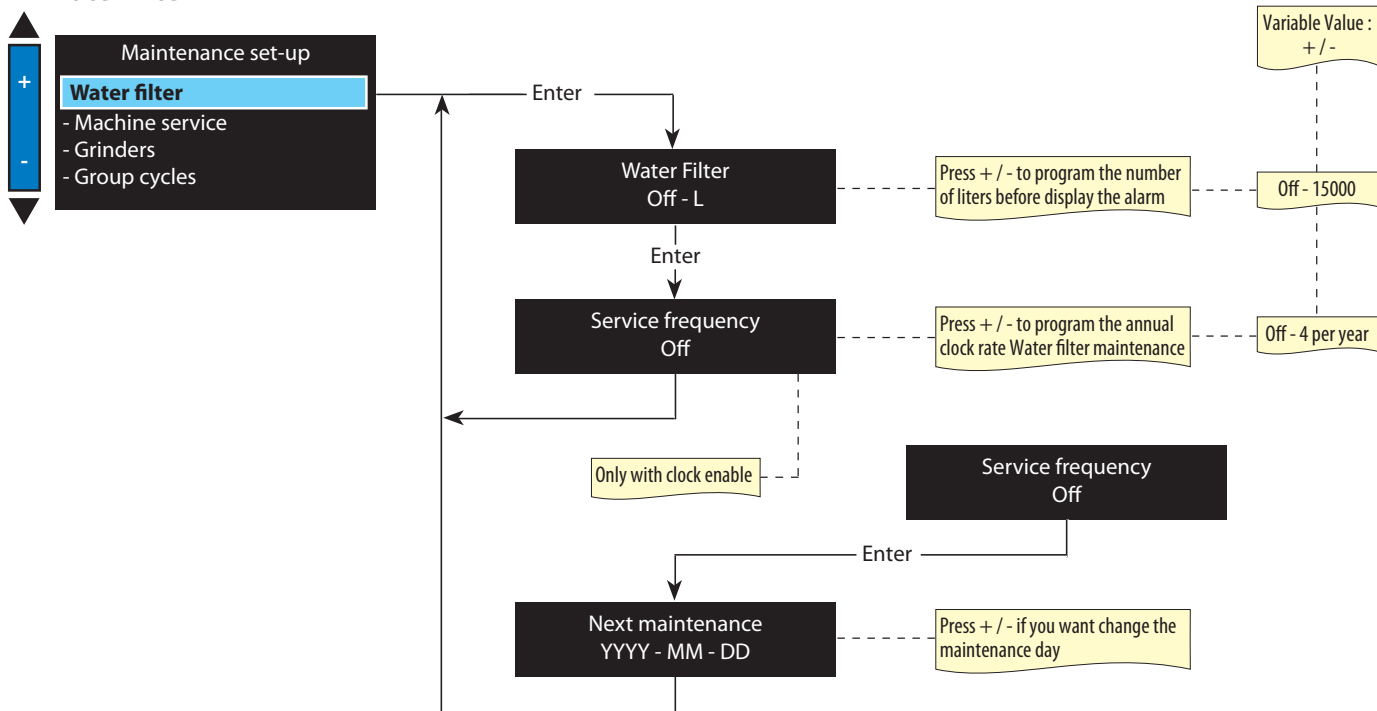 Maintenance set-up
+
Water filter
- Machine service
- Grinders
- Group cycles
-
Enter
Water Filter
Off - L
Press + / - to program the number
of liters before display the alarm
Variable Value :
+ / -
Off - 15000
Enter
Service frequency
Off
Press + / - to program the annual
clock rate Water filter maintenance
Off - 4 per year
Only with clock enable
Service frequency
Off
Enter
Next maintenance
YYYY - MM - DD
Press + / - if you want change the
maintenance day